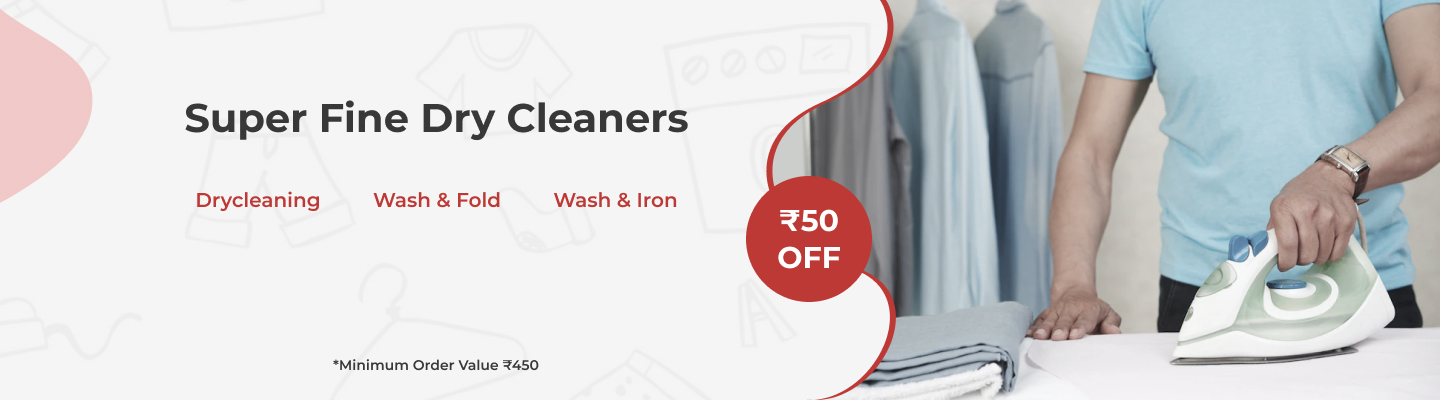 Super Fine Dry Cleaners
Drycleaning Wash & Fold Wash & Iron
₹50
OFF
*Minimum Order Value ₹450